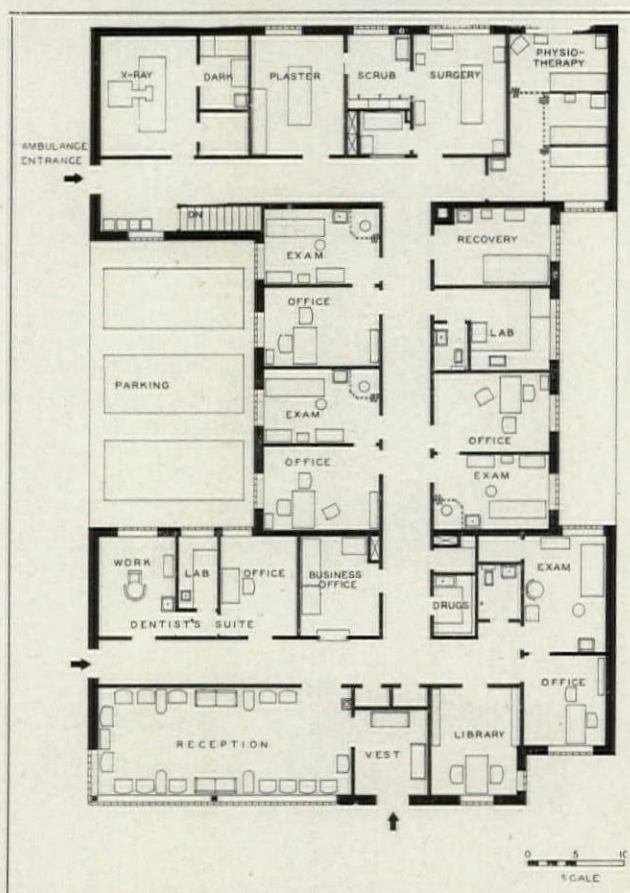 X-RAY
DARK
PLASTER
SCRUB
SURGERY
PHYSIO-
THERAPY
AMBULANCE
ENTRANCE
DN
EXAM
RECOVERY
OFFICE
LAB
PARKING
EXAM
OFFICE
OFFICE
EXAM
WORK
LAB
OFFICE
BUSINESS
OFFICE
DRUGS
EXAM
DENTIST'S SUITE
OFFICE
RECEPTION
VEST
LIBRARY
0 5 10
SCALE